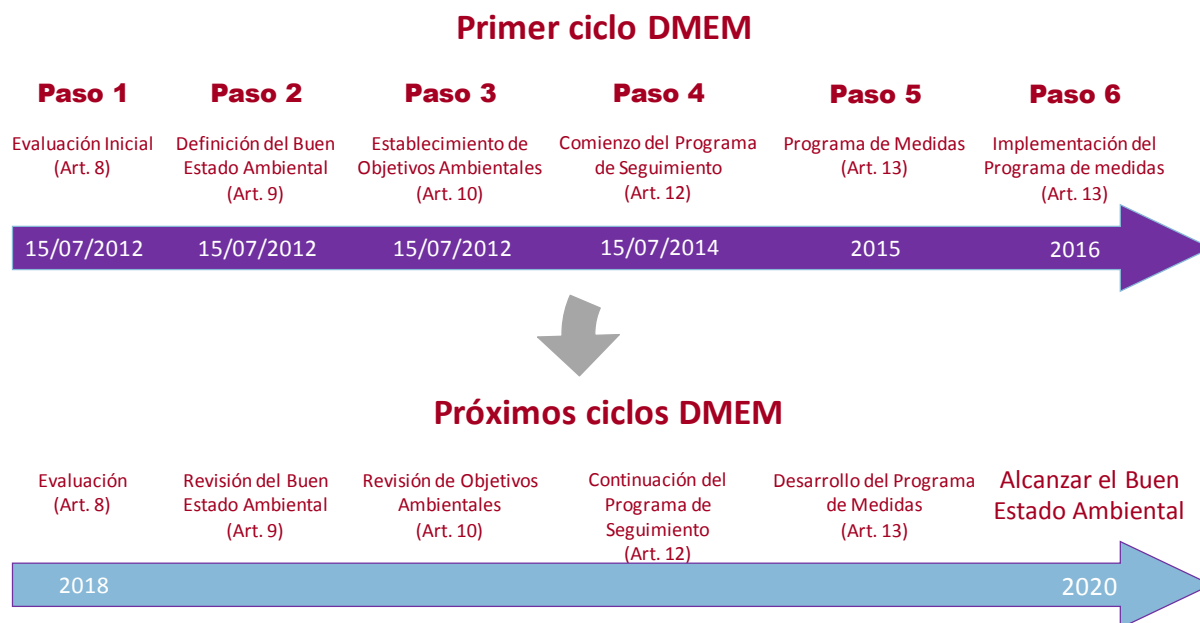 Primer ciclo DMEM
Paso 1
Paso 2
Paso 3
Paso 4
Paso 5
Paso 6
Evaluación Inicial
(Art. 8)
Definición del Buen
Estado Ambiental
(Art. 9)
Establecimiento de
Objetivos Ambientales
(Art. 10)
Comienzo del Programa
de Seguimiento
(Art. 12)
Programa de Medidas
(Art. 13)
Implementación del
Programa de medidas
(Art. 13)
15/07/2012
15/07/2012
15/07/2012
15/07/2014
2015
2016
Próximos ciclos DMEM
Evaluación
(Art. 8)
Revisión del Buen
Estado Ambiental
(Art. 9)
Revisión de Objetivos
Ambientales
(Art. 10)
Continuación del
Programa de
Seguimiento
(Art. 12)
Desarrollo del Programa
de Medidas
(Art. 13)
Alcanzar el Buen
Estado Ambiental
2018
2020